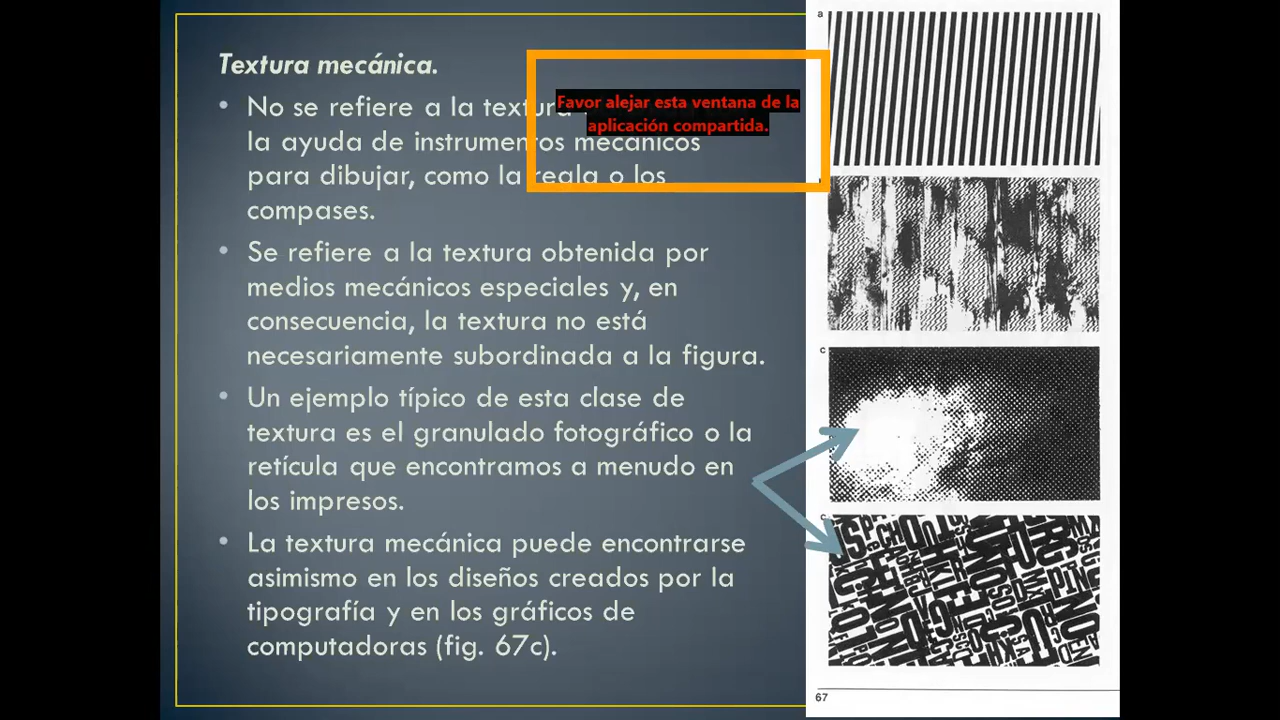 Textura mecánica.
• No se refiere a la textura
la ayuda de instrumentos mecánicos
para dibujar, como la regla o los
compases.
• Se refiere a la textura obtenida por
medios mecánicos especiales y, en
consecuencia, la textura no está
necesariamente subordinada a la figura.
• Un ejemplo típico de esta clase de
textura es el granulado fotográfico o la
retícula que encontramos a menudo en
los impresos.
• La textura mecánica puede encontrarse
asimismo en los diseños creados por la
tipografía y en los gráficos de
computadoras (fig. 67c).
Favor alejar esta ventana de la
aplicación compartida.
a
c
c
67